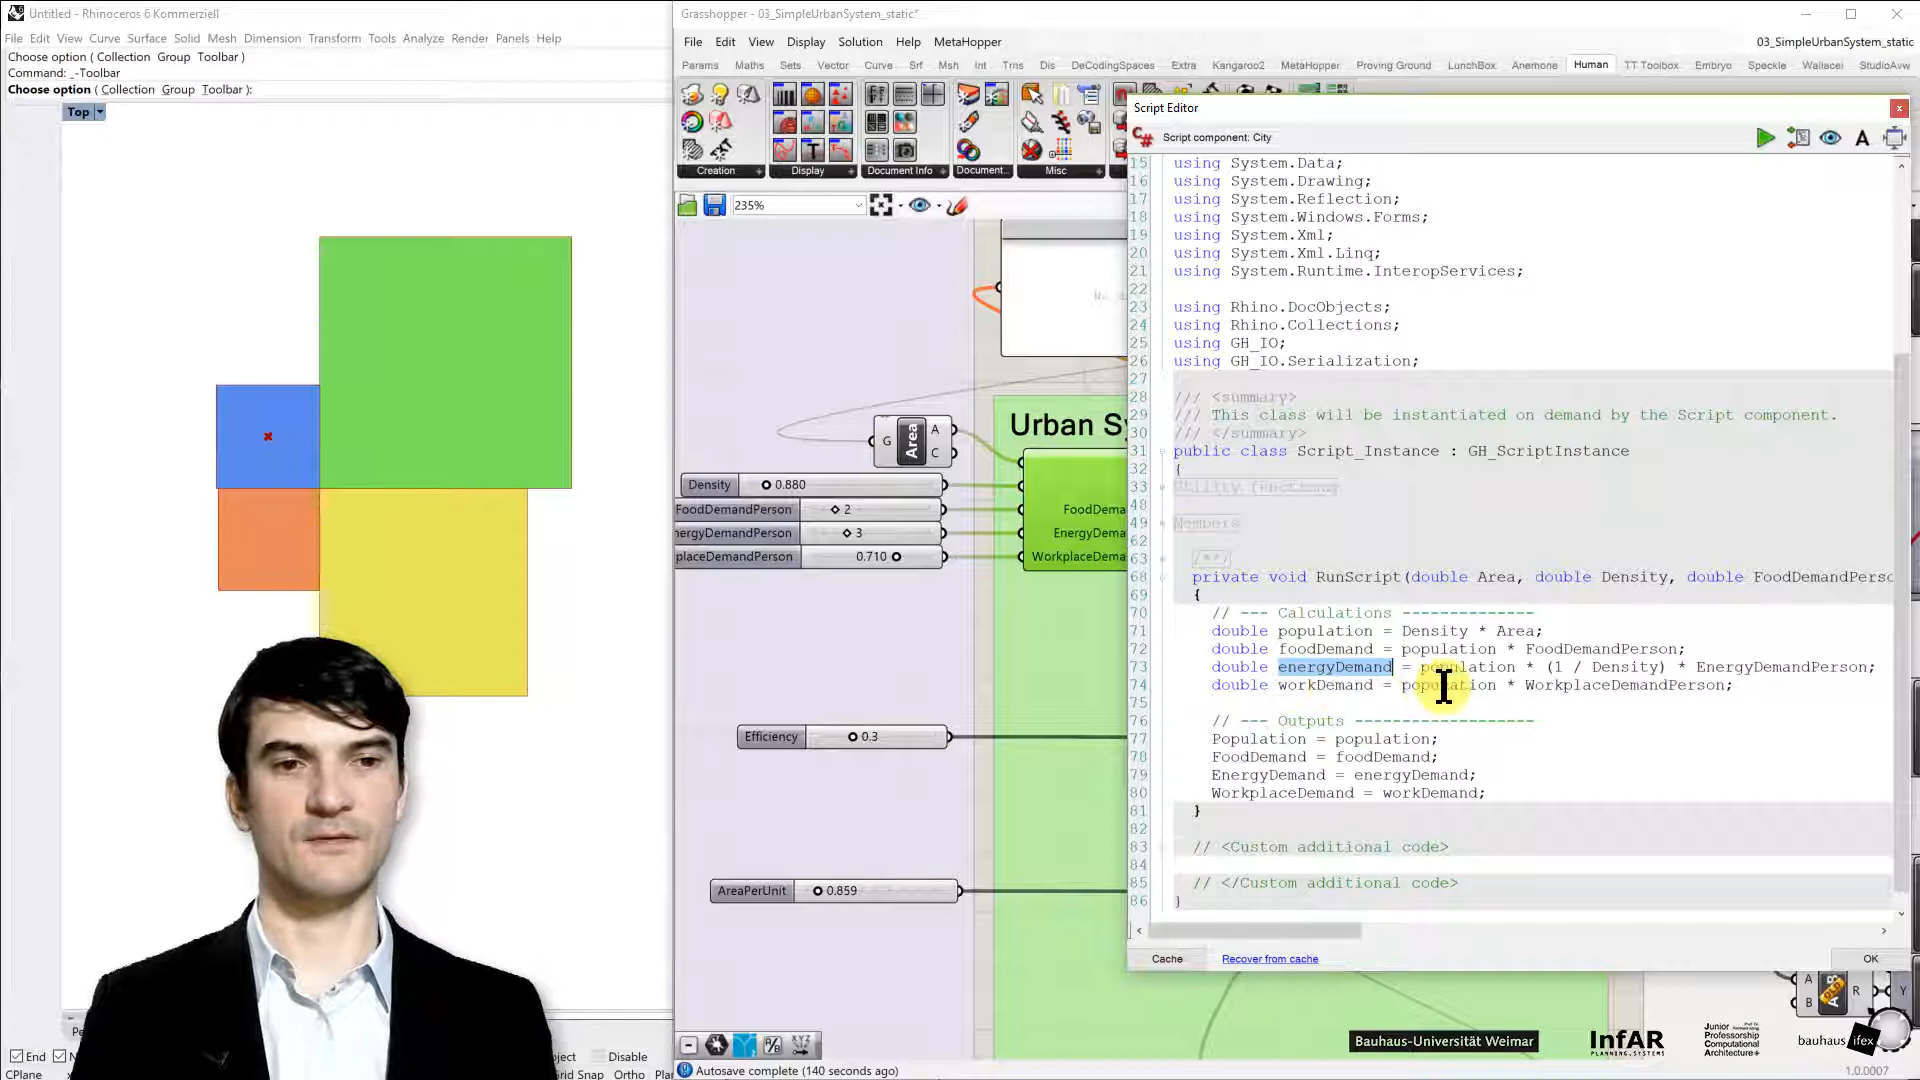 Untitled - Rhinoceros 6 Kommerziell
File Edit View Curve Surface Solid Mesh Dimension Transform Tools Analyze Render Panels Help
Choose option ( Collection Group Toolbar )
Command: _-Toolbar
Choose option ( Collection Group Toolbar ):
Top
End
Disable
CPlane
Ortho
Grasshopper - 03_SimpleUrbanSystem_static*
File Edit View Display Solution Help MetaHopper
03_SimpleUrbanSystem_static
Params Maths Sets Vector Curve Srf Msh Int Trns Dis DeCodingSpaces Extra Kangaroo2 MetaHopper Proving Ground LunchBox Anemone Human TT Toolbox Embryo Speckle Wallacei StudioAvw
Creation
Display
Document Info
Document...
Misc
235%
Urban Sy
G Area A C
Density 0.880
FoodDemandPerson 2
nergyDemandPerson 3
placeDemandPerson 0.710
FoodDema
EnergyDema
WorkplaceDema
Efficiency 0.3
AreaPerUnit 0.859
Script Editor
Script component: City
15 using System.Data;
16 using System.Drawing;
17 using System.Reflection;
18 using System.Windows.Forms;
19 using System.Xml;
20 using System.Xml.Linq;
21 using System.Runtime.InteropServices;
22
23 using Rhino.DocObjects;
24 using Rhino.Collections;
25 using GH_IO;
26 using GH_IO.Serialization;
27
28 /// <summary>
29 /// This class will be instantiated on demand by the Script component.
30 /// </summary>
31 public class Script_Instance : GH_ScriptInstance
32 {
33 Utility functions
48
49 Members
62
63 /**/
68 private void RunScript(double Area, double Density, double FoodDemandPerso
69 {
70 // --- Calculations --------------
71 double population = Density * Area;
72 double foodDemand = population * FoodDemandPerson;
73 double energyDemand = population * (1 / Density) * EnergyDemandPerson;
74 double workDemand = population * WorkplaceDemandPerson;
75
76 // --- Outputs -------------------
77 Population = population;
78 FoodDemand = foodDemand;
79 EnergyDemand = energyDemand;
80 WorkplaceDemand = workDemand;
81 }
82
83 // <Custom additional code>
84
85 // </Custom additional code>
86 }
Cache Recover from cache OK
A B R Y
Bauhaus-Universität Weimar
InfAR
PLANNING.SYSTEMS
Junior
Professorship
Computational
Architecture+
bauhaus ifex
Autosave complete (140 seconds ago)
1.0.0007